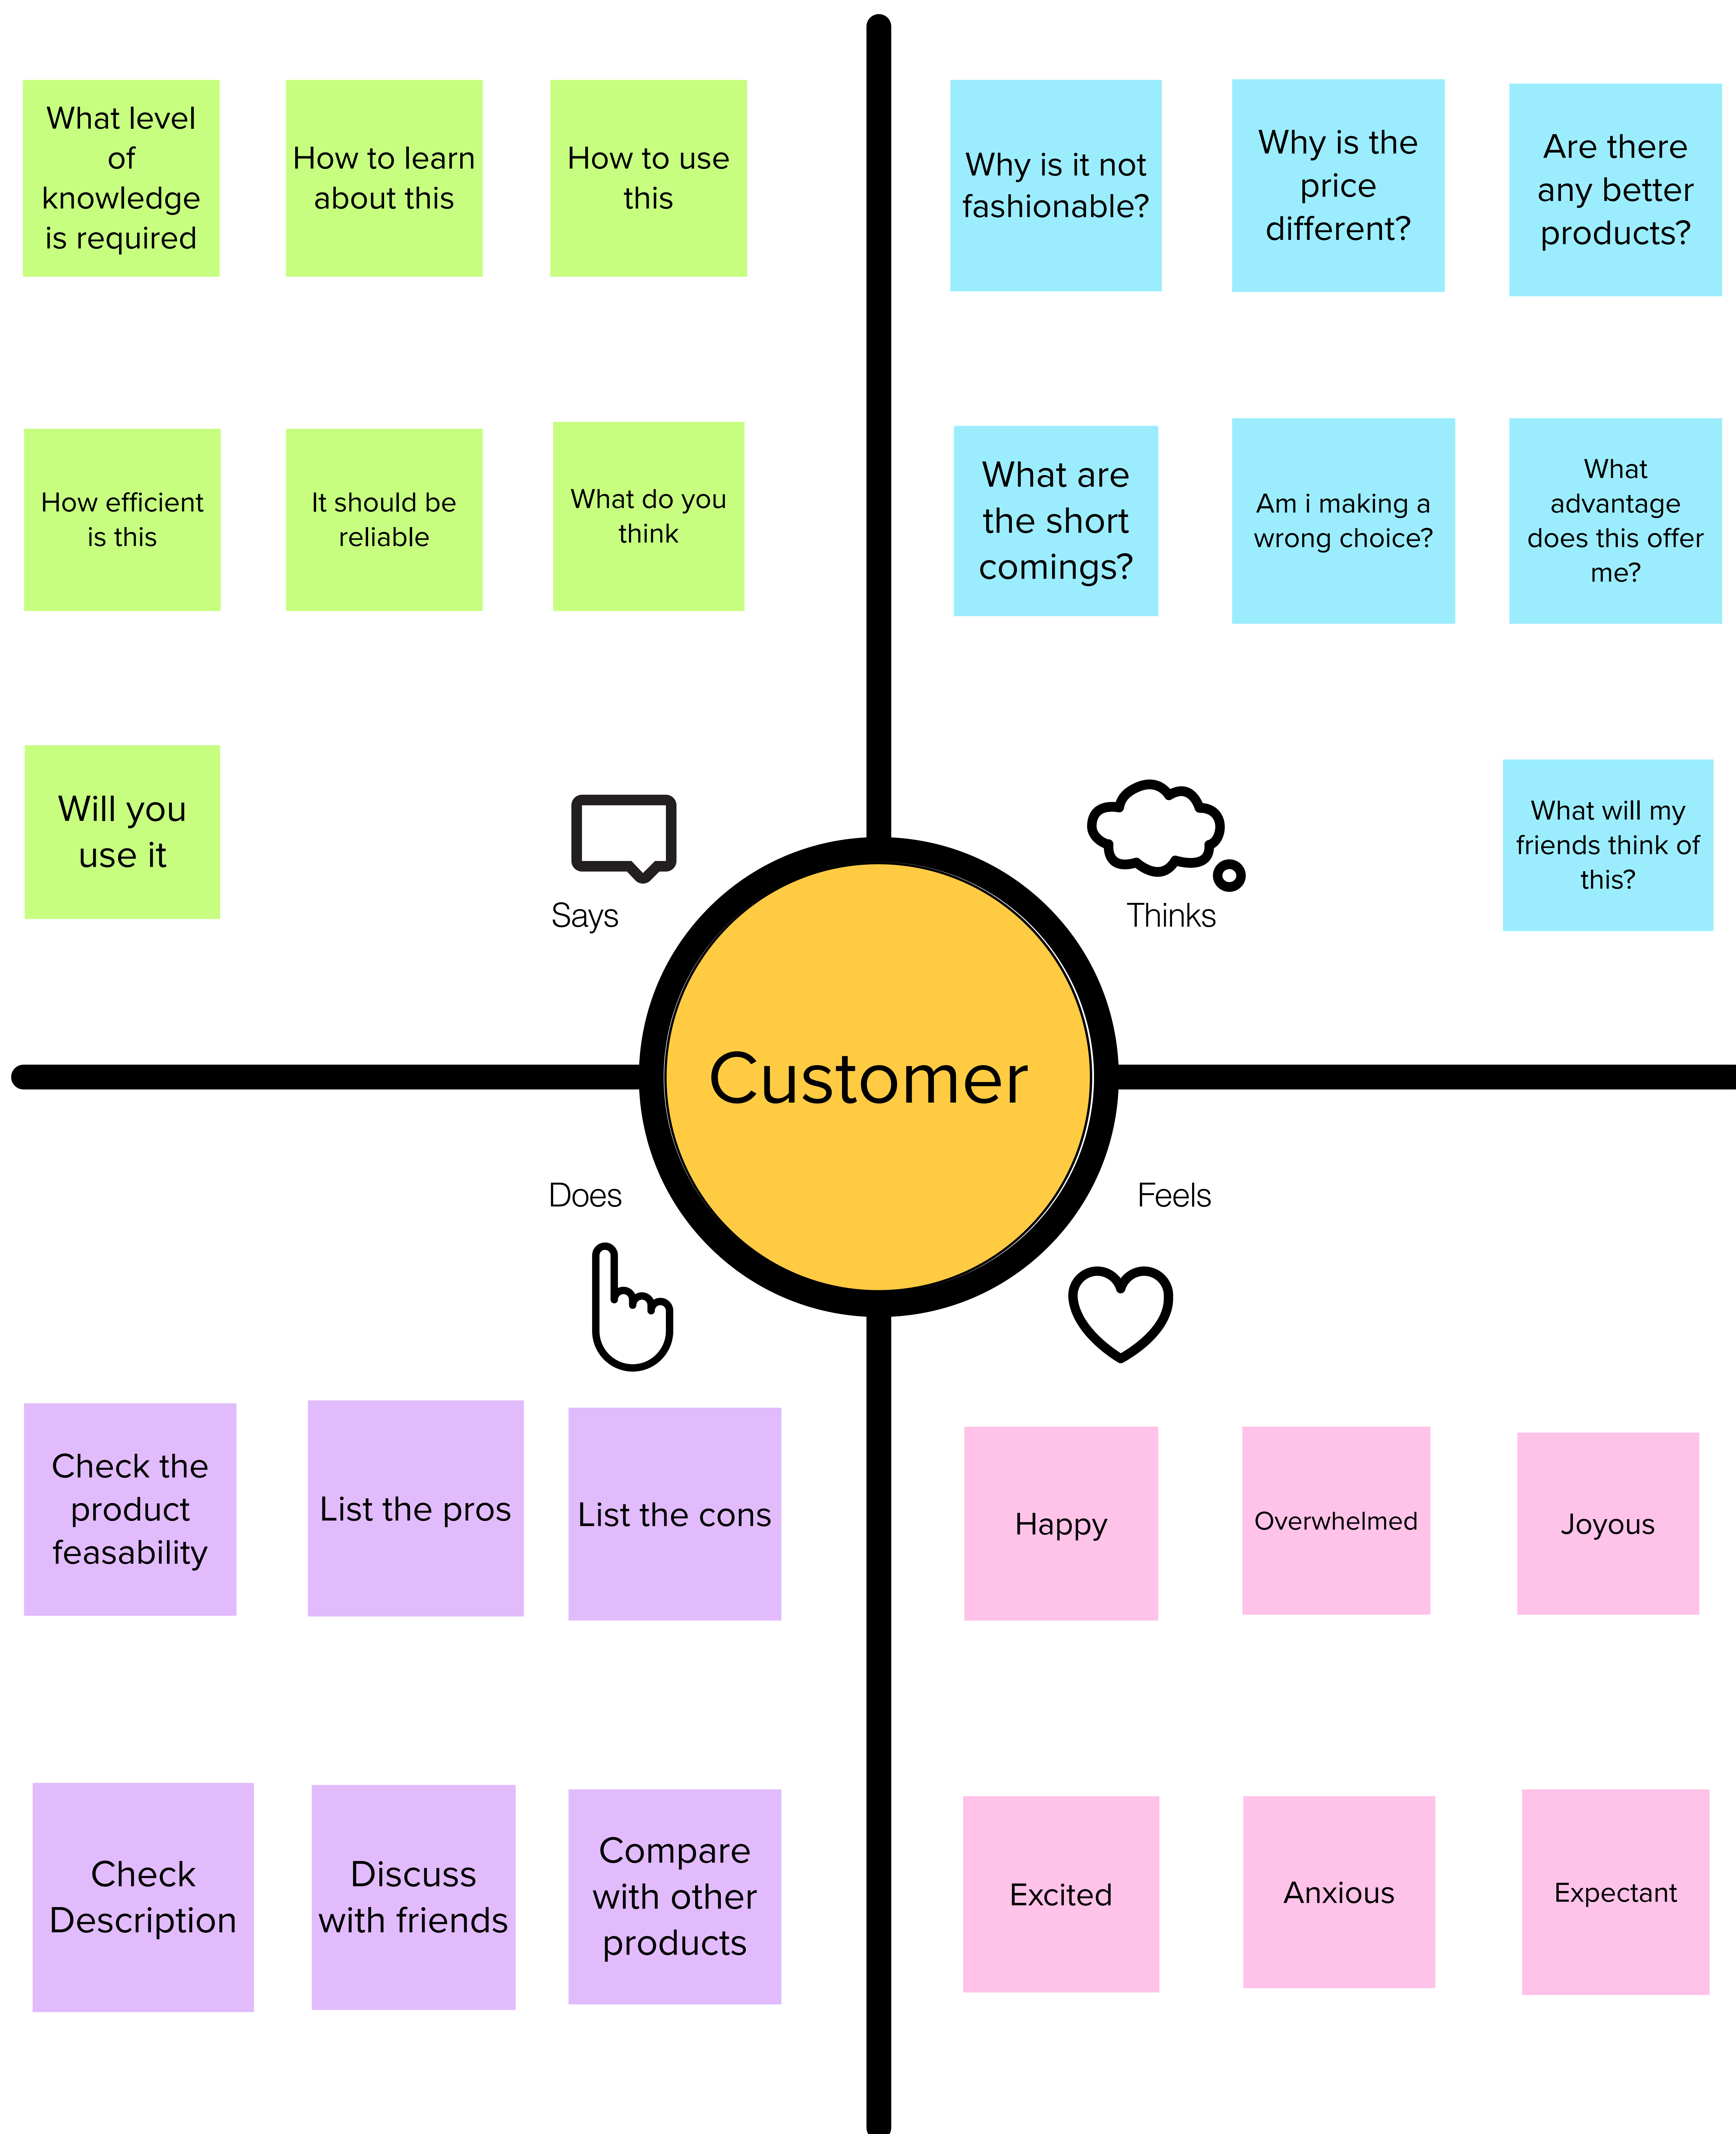 What level
of
knowledge
is required
How to learn
about this
How to use
this
How efficient
is this
It should be
reliable
What do you
think
Will you
use it
Says
Why is it not
fashionable?
Why is the
price
different?
Are there
any better
products?
What are
the short
comings?
Am i making a
wrong choice?
What
advantage
does this offer
me?
What will my
friends think of
this?
Thinks
Customer
Does
Check the
product
feasability
List the pros
List the cons
Check
Description
Discuss
with friends
Compare
with other
products
Feels
Happy
Overwhelmed
Joyous
Excited
Anxious
Expectant